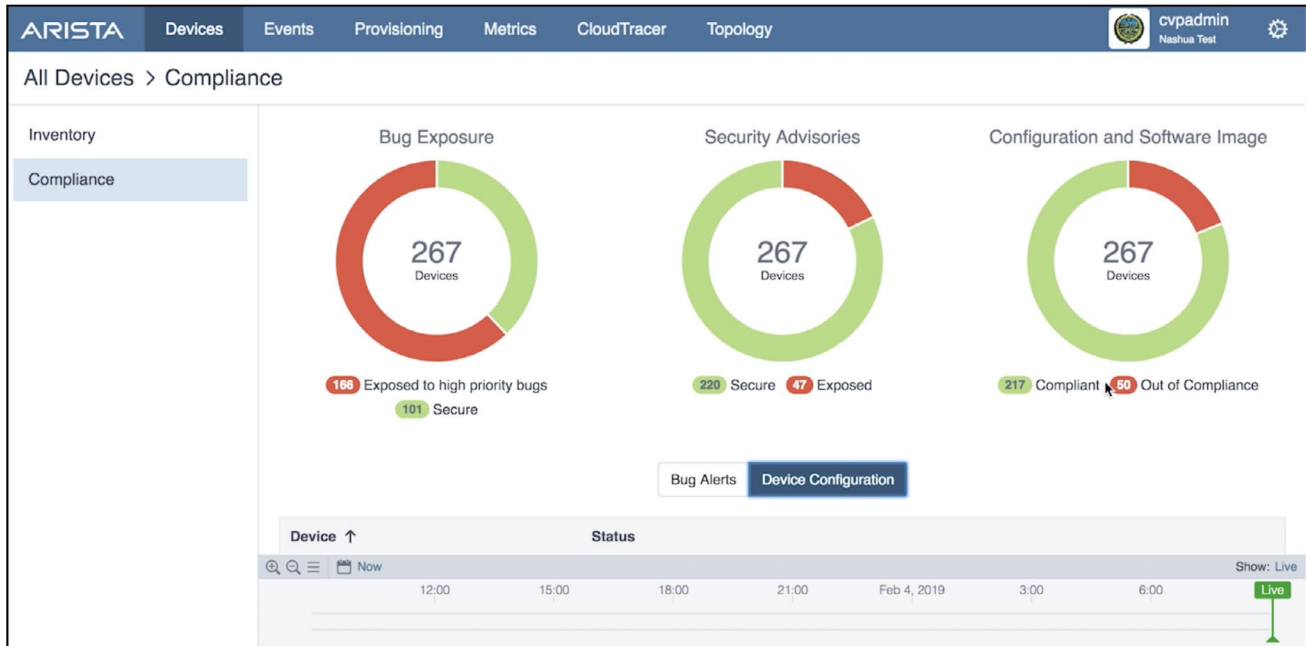 ARISTA Devices Events Provisioning Metrics CloudTracer Topology cvpadmin
Nashua Test
All Devices > Compliance
Inventory
Compliance
Bug Exposure
267
Devices
166 Exposed to high priority bugs
101 Secure
Security Advisories
267
Devices
220 Secure 47 Exposed
Configuration and Software Image
267
Devices
217 Compliant 50 Out of Compliance
Bug Alerts Device Configuration
Device ↑ Status
Now Show: Live
12:00 15:00 18:00 21:00 Feb 4, 2019 3:00 6:00 Live